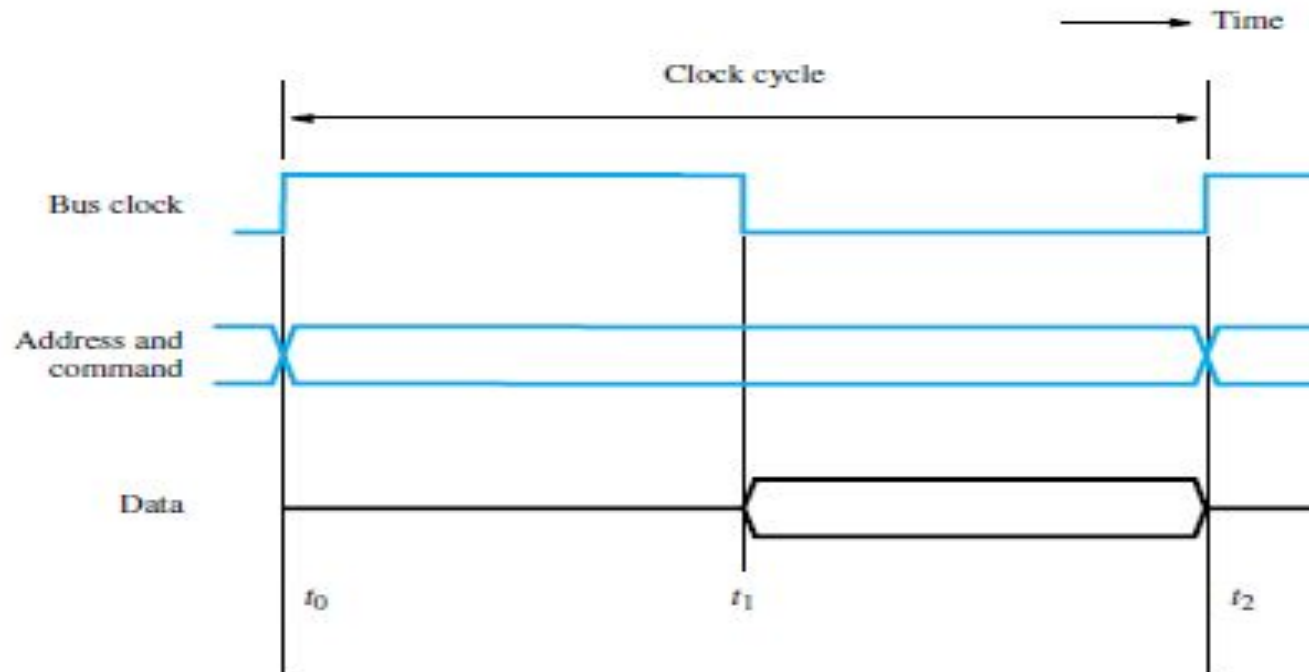 Time
Clock cycle
Bus clock
Address and
command
Data
t0
t1
t2